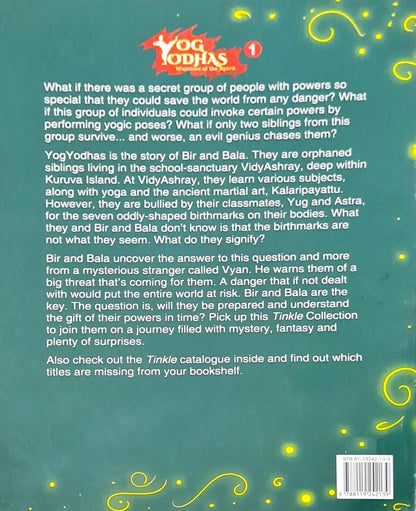 YOG
YODHAS
Warriors of the Spirit
1
What if there was a secret group of people with powers so
special that they could save the world from any danger? What
if this group of individuals could invoke certain powers by
performing yogic poses? What if only two siblings from this
group survive... and worse, an evil genius chases them?
YogYodhas is the story of Bir and Bala. They are orphaned
siblings living in the school-sanctuary VidyAshray, deep within
Kuruva Island. At VidyAshray, they learn various subjects,
along with yoga and the ancient martial art, Kalaripayattu.
However, they are bullied by their classmates, Yug and Astra,
for the seven oddly-shaped birthmarks on their bodies. What
they and Bir and Bala don't know is that the birthmarks are
not what they seem. What do they signify?
Bir and Bala uncover the answer to this question and more
from a mysterious stranger called Vyan. He warns them of a
big threat that's coming for them. A danger that if not dealt
with would put the entire world at risk. Bir and Bala are the
key. The question is, will they be prepared and understand
the gift of their powers in time? Pick up this Tinkle Collection
to join them on a journey filled with mystery, fantasy and
plenty of surprises.
Also check out the Tinkle catalogue inside and find out which
titles are missing from your bookshelf.
978-81-19242-13-9
9 788119 242139